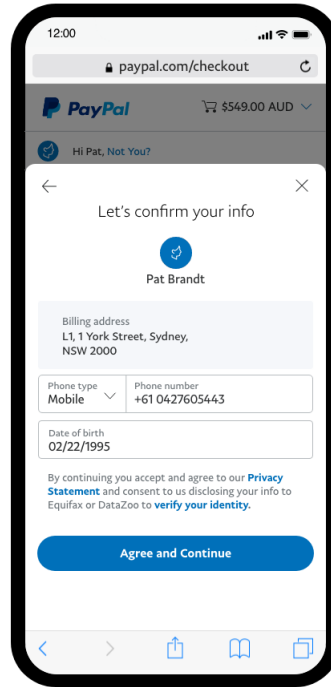 12:00
paypal.com/checkout
PayPal
$549.00 AUD
Hi Pat, Not You?
Let's confirm your info
Pat Brandt
Billing address
L1, 1 York Street, Sydney,
NSW 2000
Phone type
Mobile
Phone number
+61 0427605443
Date of birth
02/22/1995
By continuing you accept and agree to our Privacy
Statement and consent to us disclosing your info to
Equifax or DataZoo to verify your identity.
Agree and Continue